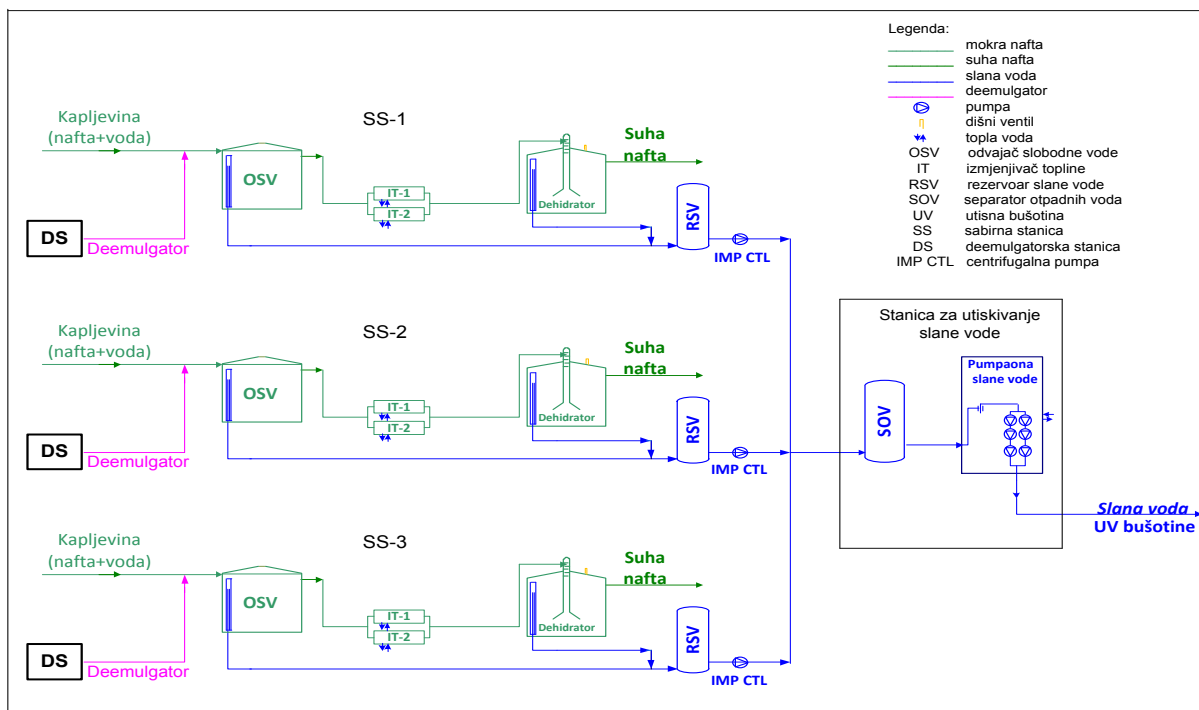 Legenda:
mokra nafta
suha nafta
slana voda
deemulgator
pumpa
dišni ventil
topla voda
OSV odvajač slobodne vode
IT izmjenjivač topline
RSV rezervoar slane vode
SOV separator otpadnih voda
UV utisna bušotina
SS sabirna stanica
DS deemulgatorska stanica
IMP CTL centrifugalna pumpa
SS-1
Kapljevina
(nafta+voda)
OSV
IT-1
IT-2
Dehidrator
Suha
nafta
RSV
DS
Deemulgator
IMP CTL
SS-2
Kapljevina
(nafta+voda)
OSV
IT-1
IT-2
Dehidrator
Suha
nafta
RSV
DS
Deemulgator
IMP CTL
SS-3
Kapljevina
(nafta+voda)
OSV
IT-1
IT-2
Dehidrator
Suha
nafta
RSV
DS
Deemulgator
IMP CTL
Stanica za utiskivanje
slane vode
Pumpaona
slane vode
SOV
Slana voda
UV bušotine